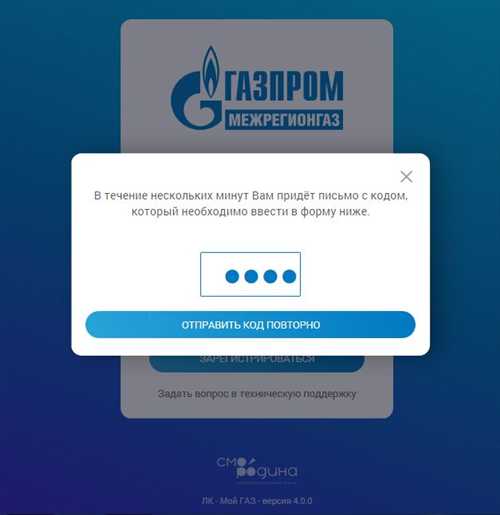 ГАЗПРОМ
МЕЖРЕГИОНГАЗ
В течение нескольких минут Вам придёт письмо с кодом,
который необходимо ввести в форму ниже.
ОТПРАВИТЬ КОД ПОВТОРНО
ЗАРЕГИСТРИРОВАТЬСЯ
Задать вопрос в техническую поддержку
СМОРОДИНА
ЛК - Мой ГАЗ - версия 4.0.0